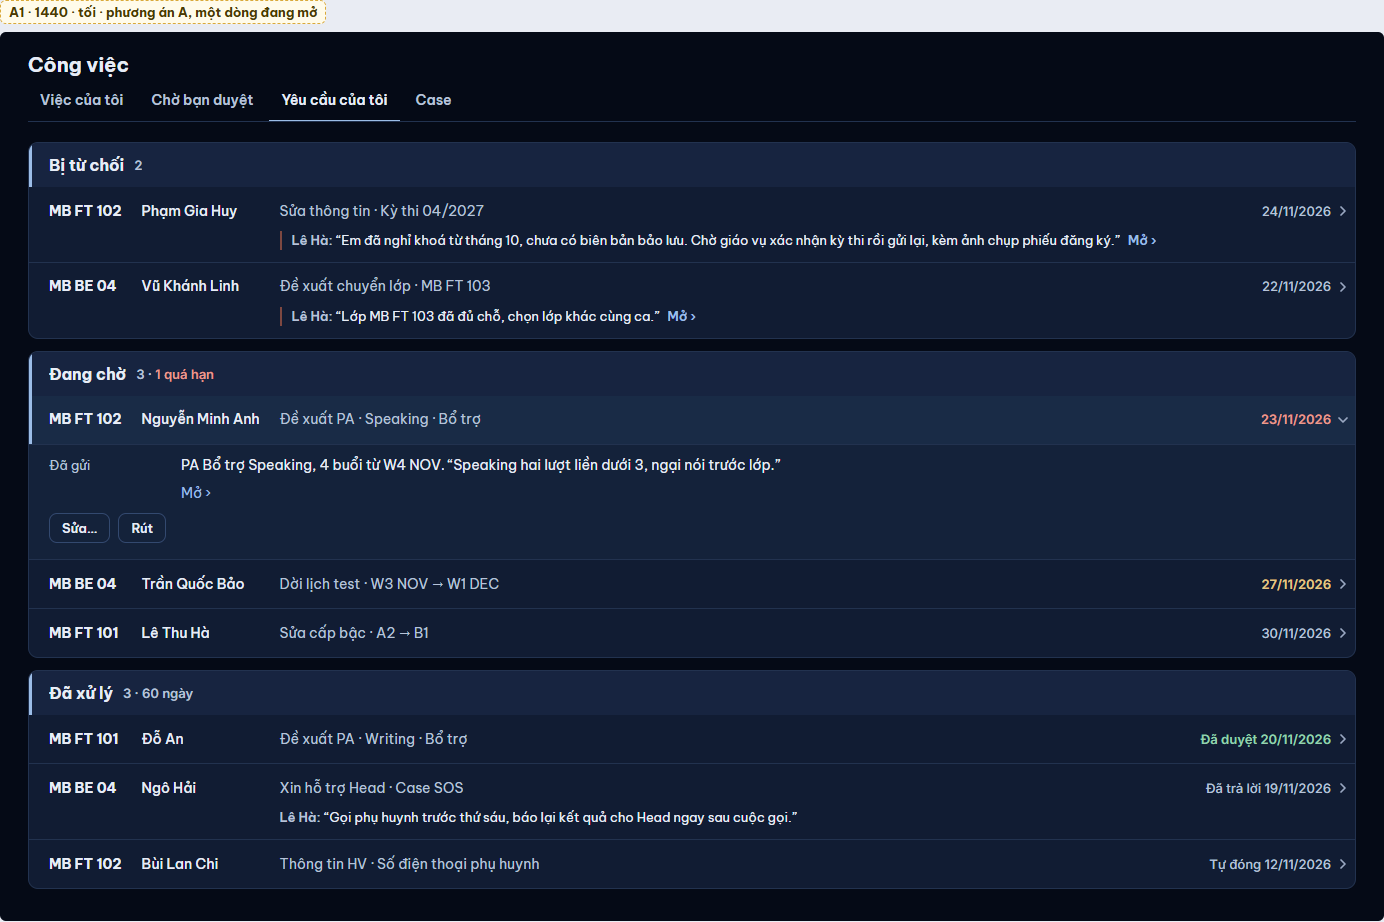 A1 · 1440 · tối · phương án A, một dòng đang mở
Công việc
Việc của tôi Chờ bạn duyệt Yêu cầu của tôi Case
Bị từ chối 2
MB FT 102 Phạm Gia Huy Sửa thông tin · Kỳ thi 04/2027 24/11/2026
Lê Hà: “Em đã nghỉ khoá từ tháng 10, chưa có biên bản bảo lưu. Chờ giáo vụ xác nhận kỳ thi rồi gửi lại, kèm ảnh chụp phiếu đăng ký.” Mở ›
MB BE 04 Vũ Khánh Linh Đề xuất chuyển lớp · MB FT 103 22/11/2026
Lê Hà: “Lớp MB FT 103 đã đủ chỗ, chọn lớp khác cùng ca.” Mở ›
Đang chờ 3 · 1 quá hạn
MB FT 102 Nguyễn Minh Anh Đề xuất PA · Speaking · Bổ trợ 23/11/2026
Đã gửi PA Bổ trợ Speaking, 4 buổi từ W4 NOV. “Speaking hai lượt liền dưới 3, ngại nói trước lớp.”
Mở ›
Sửa... Rút
MB BE 04 Trần Quốc Bảo Dời lịch test · W3 NOV → W1 DEC 27/11/2026
MB FT 101 Lê Thu Hà Sửa cấp bậc · A2 → B1 30/11/2026
Đã xử lý 3 · 60 ngày
MB FT 101 Đỗ An Đề xuất PA · Writing · Bổ trợ Đã duyệt 20/11/2026
MB BE 04 Ngô Hải Xin hỗ trợ Head · Case SOS Đã trả lời 19/11/2026
Lê Hà: “Gọi phụ huynh trước thứ sáu, báo lại kết quả cho Head ngay sau cuộc gọi.”
MB FT 102 Bùi Lan Chi Thông tin HV · Số điện thoại phụ huynh Tự đóng 12/11/2026